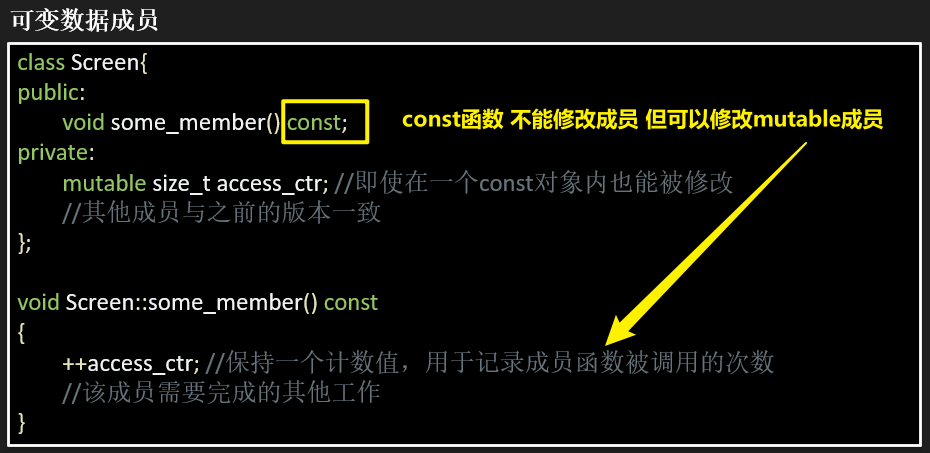 可变数据成员
class Screen{
public:
void some_member() const;
const函数 不能修改成员 但可以修改mutable成员
private:
mutable size_t access_ctr; //即使在一个const对象内也能被修改
//其他成员与之前的版本一致
};
void Screen::some_member() const
{
++access_ctr; //保持一个计数值，用于记录成员函数被调用的次数
//该成员需要完成的其他工作
}